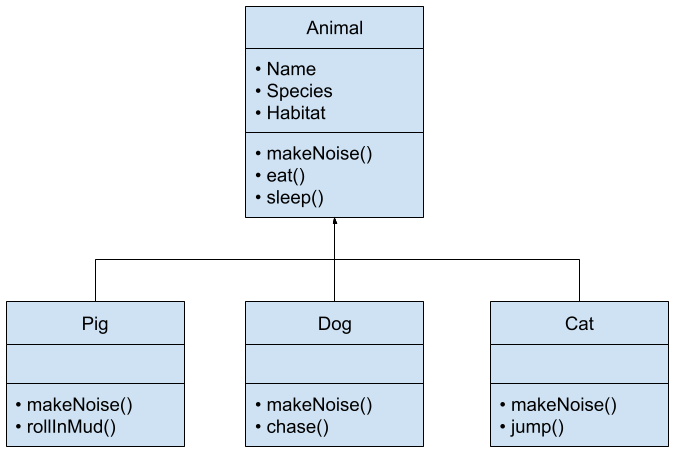 Animal
• Name
• Species
• Habitat
• makeNoise()
• eat()
• sleep()
Pig
• makeNoise()
• rollInMud()
Dog
• makeNoise()
• chase()
Cat
• makeNoise()
• jump()